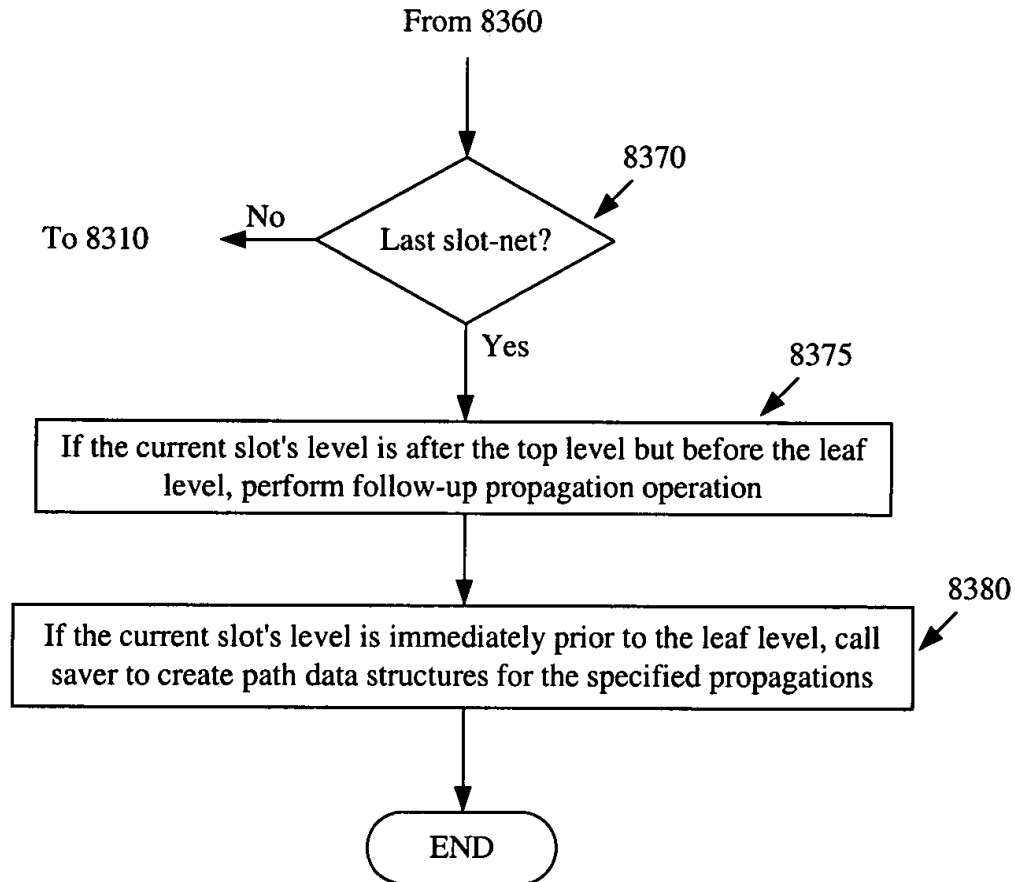 From 8360
8370
No
To 8310
Last slot-net?
Yes
8375
If the current slot's level is after the top level but before the leaf
level, perform follow-up propagation operation
8380
If the current slot's level is immediately prior to the leaf level, call
saver to create path data structures for the specified propagations
END